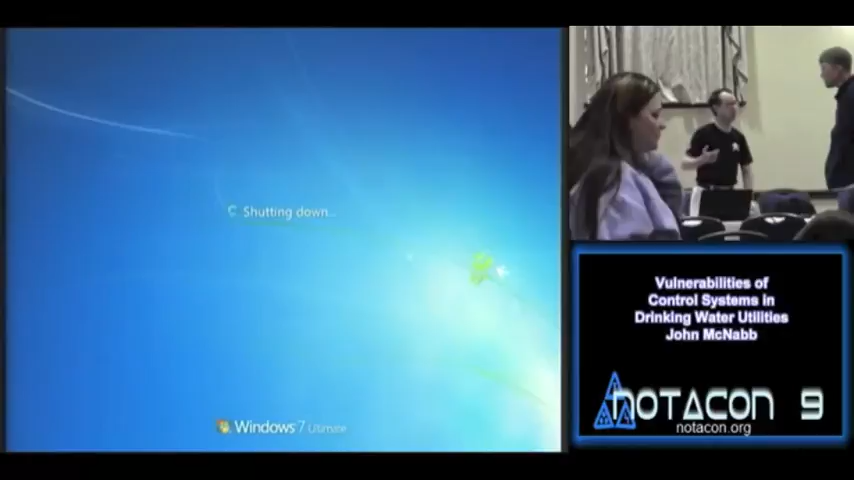 Shutting down...
Windows 7 Ultimate
Vulnerabilities of
Control Systems in
Drinking Water Utilities
John McNabb
NOTACON 9
notacon.org